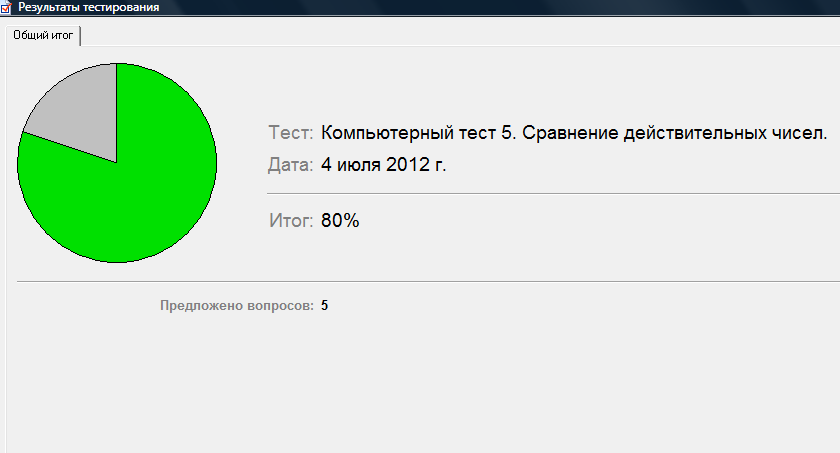 Результаты тестирования
Общий итог
Тест: Компьютерный тест 5. Сравнение действительных чисел.
Дата: 4 июля 2012 г.
Итог: 80%
Предложено вопросов: 5